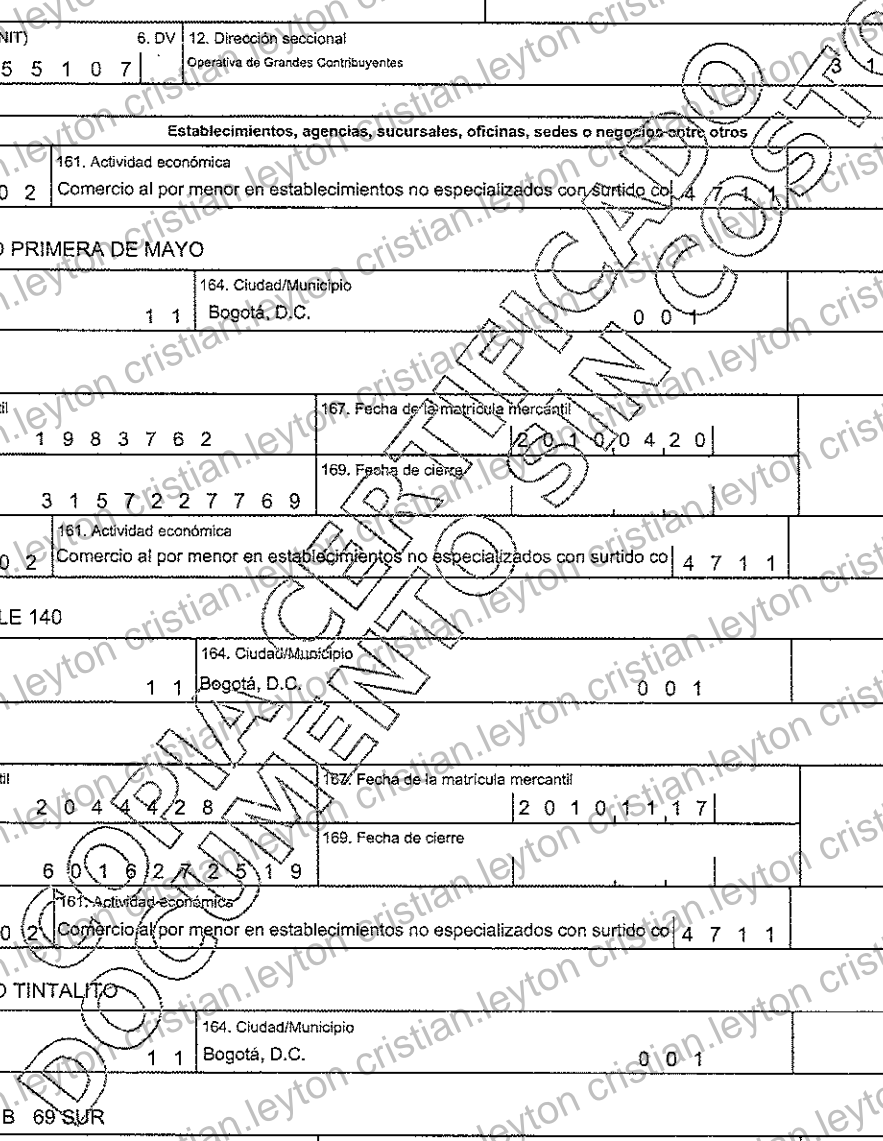 NIT) 6. DV 12. Dirección seccional
5 5 1 0 7 Operativa de Grandes Contribuyentes 3 1
Establecimientos, agencias, sucursales, oficinas, sedes o negocios entre otros
161. Actividad económica
0 2 Comercio al por menor en establecimientos no especializados con surtido co 4 7 1 1
O PRIMERA DE MAYO
164. Ciudad/Municipio
1 1 Bogotá, D.C. 0 0 1
til 167. Fecha de la matrícula mercantil
1 9 8 3 7 6 2 2 0 1 0 0 4 2 0
169. Fecha de cierre
3 1 5 7 2 2 7 7 6 9
161. Actividad económica
0 2 Comercio al por menor en establecimientos no especializados con surtido co 4 7 1 1
LE 140
164. Ciudad/Municipio
1 1 Bogotá, D.C. 0 0 1
til 167. Fecha de la matrícula mercantil
2 0 4 4 4 2 8 2 0 1 0 1 1 1 7
169. Fecha de cierre
6 0 1 6 2 7 2 5 1 9
161. Actividad económica
0 2 Comercio al por menor en establecimientos no especializados con surtido co 4 7 1 1
O TINTALITO
164. Ciudad/Municipio
1 1 Bogotá, D.C. 0 0 1
B 69 SUR
COPIA CERTIFICADO
DOCUMENTO SIN COSTO
cristian.leyton cristian.leyton cristian.leyton